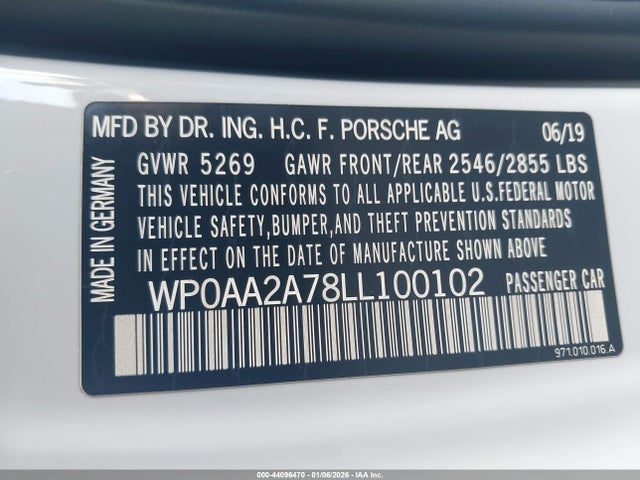 MFD BY DR. ING. H.C. F. PORSCHE AG 06/19
GVWR 5269 GAWR FRONT/REAR 2546/2855 LBS
THIS VEHICLE CONFORMS TO ALL APPLICABLE U.S.FEDERAL MOTOR
VEHICLE SAFETY,BUMPER,AND THEFT PREVENTION STANDARDS
IN EFFECT ON THE DATE OF MANUFACTURE SHOWN ABOVE
WP0AA2A78LL100102 PASSENGER CAR
MADE IN GERMANY
971.010.016.A
000-44096470 - 01/06/2026 - IAA Inc.